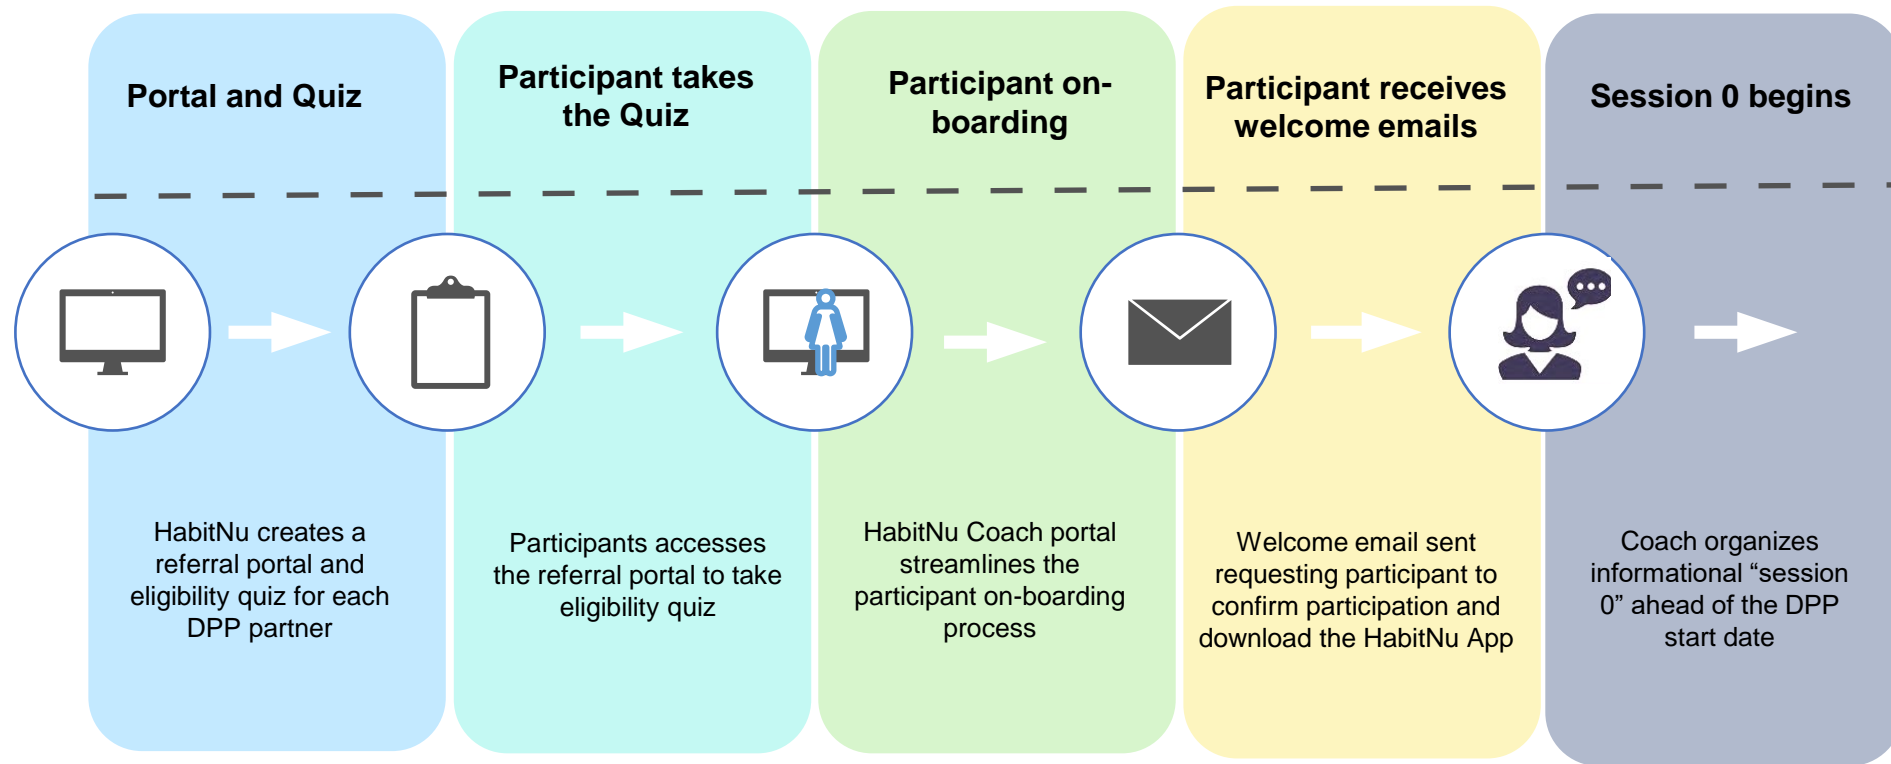 Portal and Quiz
Participant takes
the Quiz
Participant on-
boarding
Participant receives
welcome emails
Session 0 begins
HabitNu creates a
referral portal and
eligibility quiz for each
DPP partner
Participants accesses
the referral portal to take
eligibility quiz
HabitNu Coach portal
streamlines the
participant on-boarding
process
Welcome email sent
requesting participant to
confirm participation and
download the HabitNu App
Coach organizes
informational “session
0” ahead of the DPP
start date